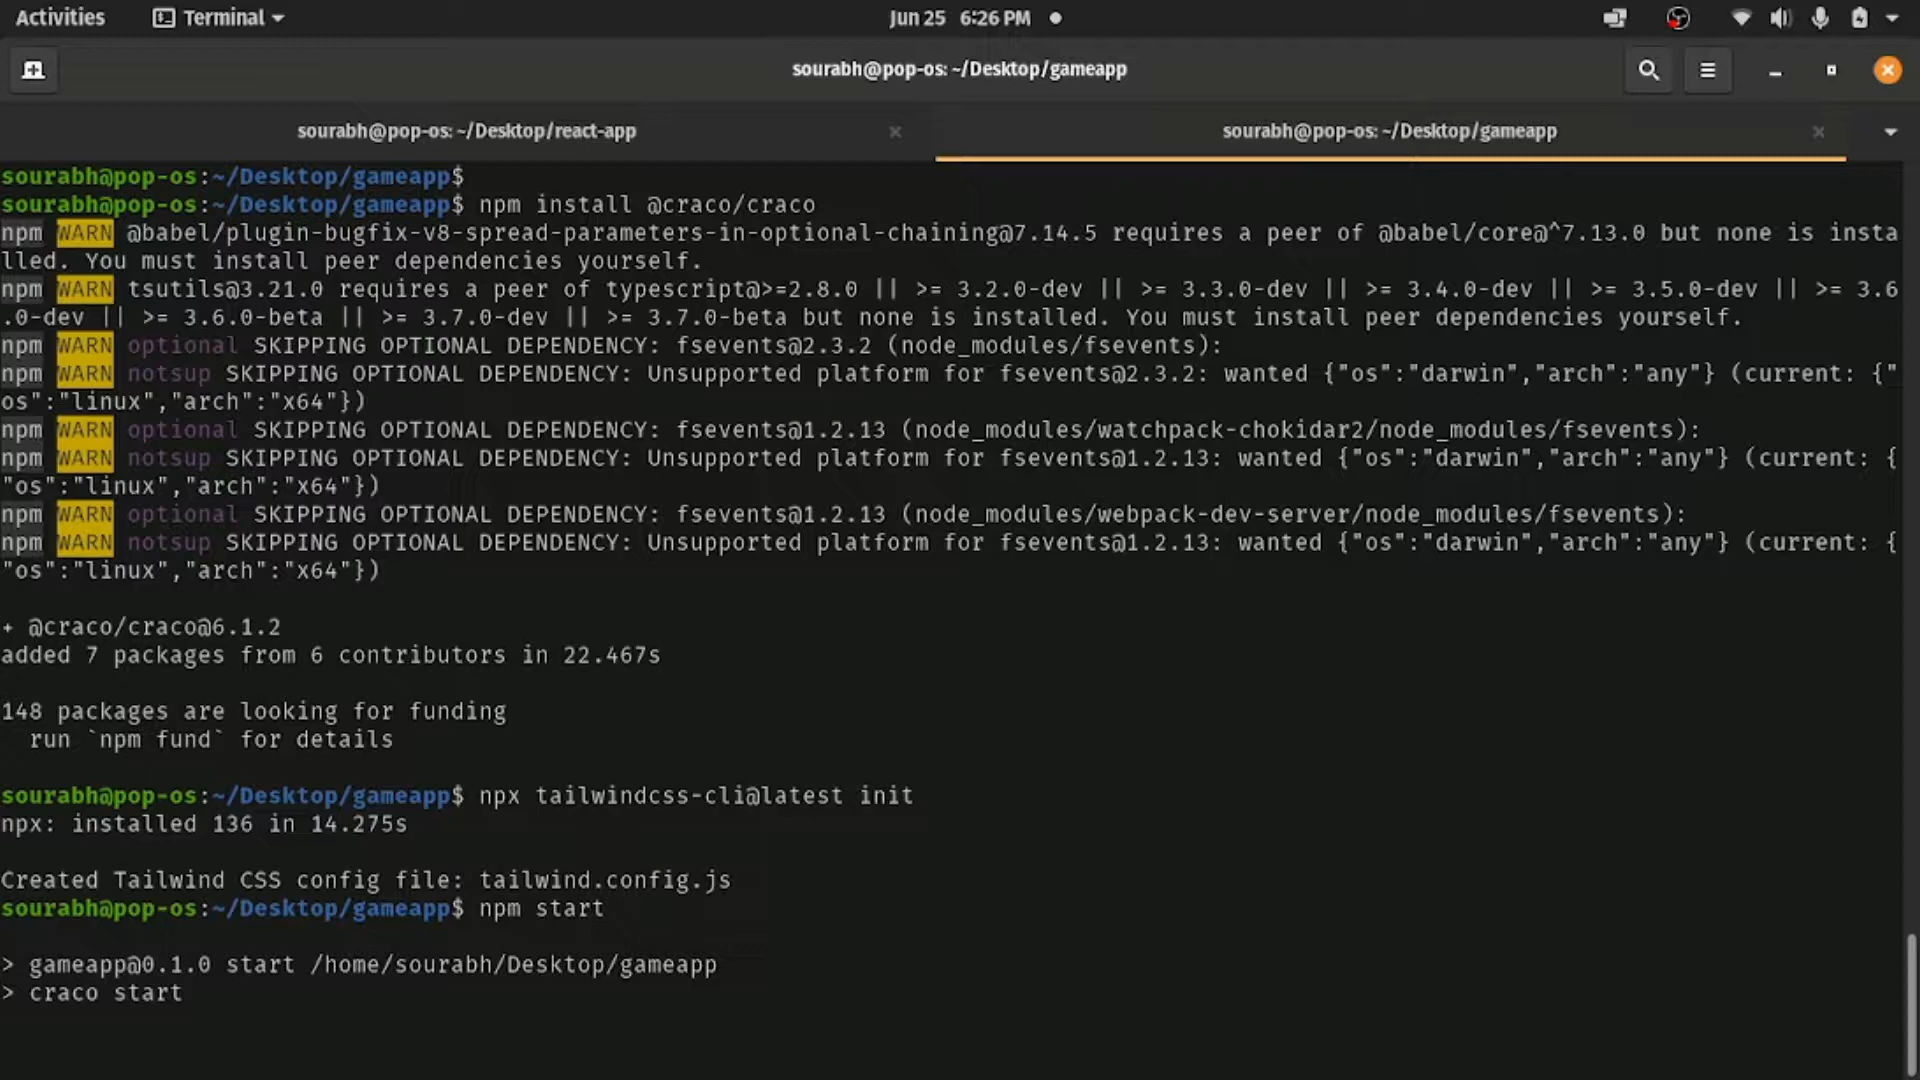 Activities Terminal Jun 25 6:26 PM
sourabh@pop-os: ~/Desktop/gameapp
sourabh@pop-os: ~/Desktop/react-app sourabh@pop-os: ~/Desktop/gameapp
sourabh@pop-os:~/Desktop/gameapp$
sourabh@pop-os:~/Desktop/gameapp$ npm install @craco/craco
npm WARN @babel/plugin-bugfix-v8-spread-parameters-in-optional-chaining@7.14.5 requires a peer of @babel/core@^7.13.0 but none is insta
lled. You must install peer dependencies yourself.
npm WARN tsutils@3.21.0 requires a peer of typescript@>=2.8.0 || >= 3.2.0-dev || >= 3.3.0-dev || >= 3.4.0-dev || >= 3.5.0-dev || >= 3.6
.0-dev || >= 3.6.0-beta || >= 3.7.0-dev || >= 3.7.0-beta but none is installed. You must install peer dependencies yourself.
npm WARN optional SKIPPING OPTIONAL DEPENDENCY: fsevents@2.3.2 (node_modules/fsevents):
npm WARN notsup SKIPPING OPTIONAL DEPENDENCY: Unsupported platform for fsevents@2.3.2: wanted {"os":"darwin","arch":"any"} (current: {"
os":"linux","arch":"x64"})
npm WARN optional SKIPPING OPTIONAL DEPENDENCY: fsevents@1.2.13 (node_modules/watchpack-chokidar2/node_modules/fsevents):
npm WARN notsup SKIPPING OPTIONAL DEPENDENCY: Unsupported platform for fsevents@1.2.13: wanted {"os":"darwin","arch":"any"} (current: {
"os":"linux","arch":"x64"})
npm WARN optional SKIPPING OPTIONAL DEPENDENCY: fsevents@1.2.13 (node_modules/webpack-dev-server/node_modules/fsevents):
npm WARN notsup SKIPPING OPTIONAL DEPENDENCY: Unsupported platform for fsevents@1.2.13: wanted {"os":"darwin","arch":"any"} (current: {
"os":"linux","arch":"x64"})
+ @craco/craco@6.1.2
added 7 packages from 6 contributors in 22.467s
148 packages are looking for funding
run `npm fund` for details
sourabh@pop-os:~/Desktop/gameapp$ npx tailwindcss-cli@latest init
npx: installed 136 in 14.275s
Created Tailwind CSS config file: tailwind.config.js
sourabh@pop-os:~/Desktop/gameapp$ npm start
> gameapp@0.1.0 start /home/sourabh/Desktop/gameapp
> craco start